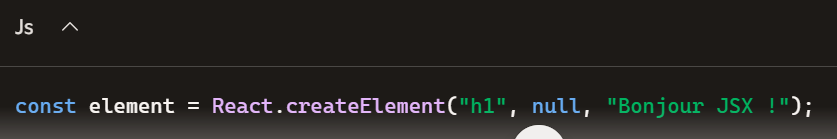 Js
const element = React.createElement("h1", null, "Bonjour JSX !");